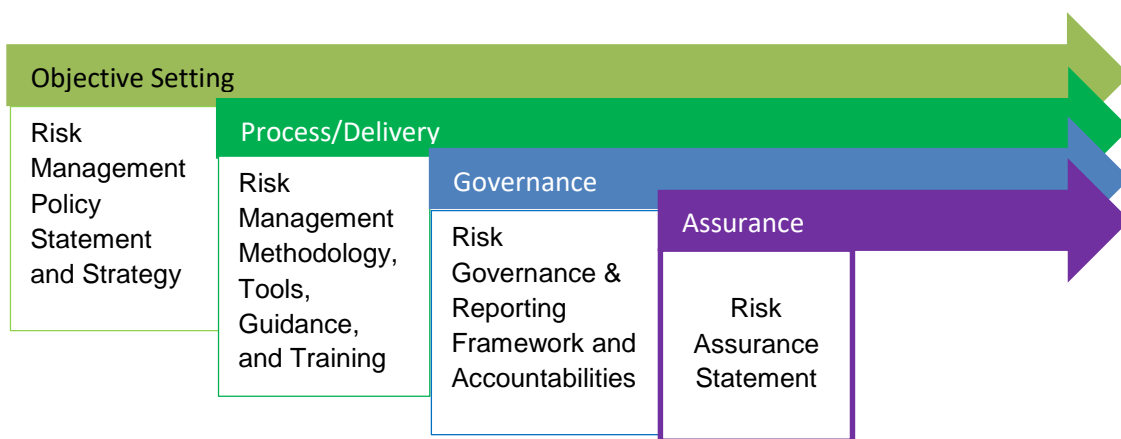 Objective Setting
Risk
Management
Policy
Statement
and Strategy
Process/Delivery
Risk
Management
Methodology,
Tools,
Guidance,
and Training
Governance
Risk
Governance &
Reporting
Framework and
Accountabilities
Assurance
Risk
Assurance
Statement